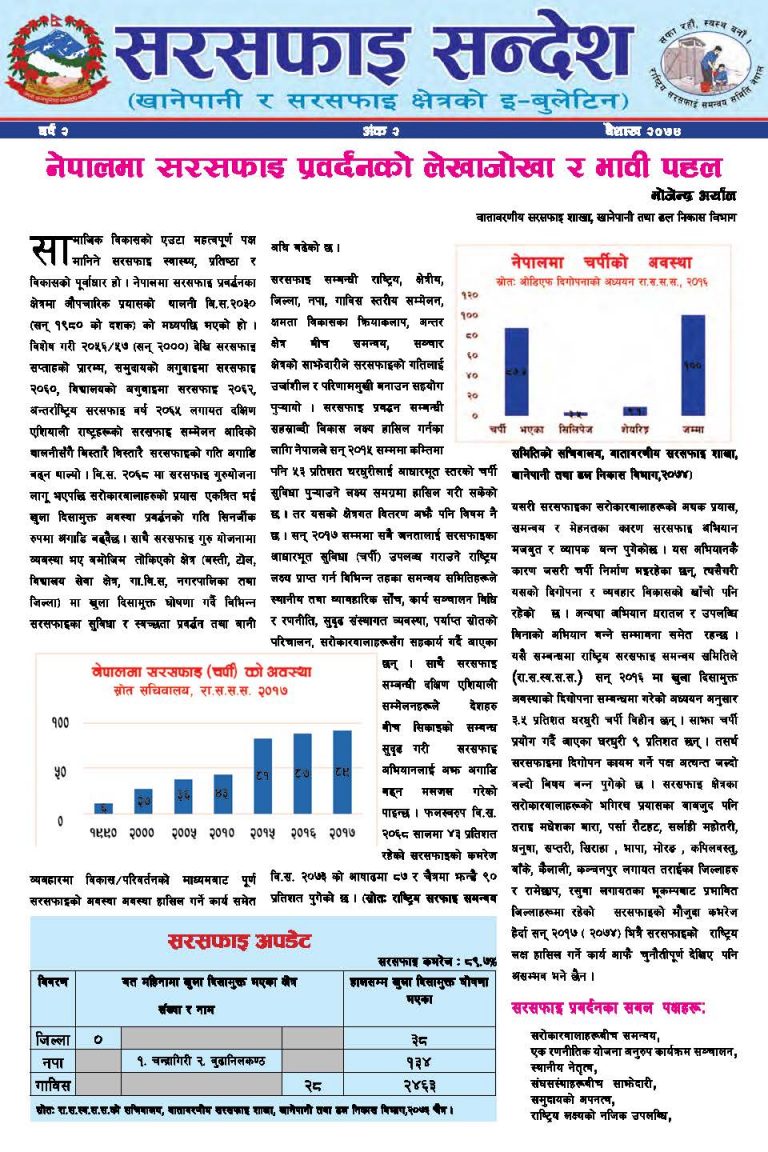 सरसफाइ सन्देश
(खानेपानी र सरसफाइ क्षेत्रको इ-बुलेटिन)
सफा रहौं, स्वस्थ बनौं ।
राष्ट्रिय सरसफाई समन्वय समिति नेपाल
वर्ष २ अंक २ बैशाख २०७४
नेपालमा सरसफाइ प्रवर्द्धनको लेखाजोखा र भावी पहल
भोजेन्द्र अर्याल
वातावरणीय सरसफाइ शाखा, खानेपानी तथा ढल निकास विभाग
सामाजिक विकासको एउटा महत्वपूर्ण पक्ष
मानिने सरसफाइ स्वास्थ्य, प्रतिष्ठा र
विकासको पूर्वाधार हो । नेपालमा सरसफाइ प्रवर्द्धनका
क्षेत्रमा औपचारिक प्रयासको थालनी वि.स.२०३०
(सन् १९८० को दशक) को मध्यपछि भएको हो ।
विशेष गरी २०५६/५७ (सन् २०००) देखि सरसफाइ
सप्ताहको प्रारम्भ, समुदायको अगुवाइमा सरसफाइ
२०६०, विद्यालयको अगुवाइमा सरसफाइ २०६२,
अन्तर्राष्ट्रिय सरसफाइ वर्ष २०६५ लगायत दक्षिण
एशियाली राष्ट्रहरूको सरसफाइ सम्मेलन आदिको
थालनीसँगै विस्तारै विस्तारै सरसफाइको गति अगाडि
बढ्न थाल्यो । वि.स. २०६८ मा सरसफाइ गुरुयोजना
लागू भएपछि सरोकारवालाहरुको प्रयास एकत्रित भई
खुला दिसामुक्त अवस्था प्रवर्द्धनको गति सिनर्जीक
रुपमा अगाडि बढ्दैछ । साथै सरसफाइ गुरु योजनामा
व्यवस्था भए बमोजिम तोकिएको क्षेत्र (बस्ती, टोल,
विद्यालय सेवा क्षेत्र, गा.वि.स, नगरपालिका तथा
जिल्ला) मा खुला दिसामुक्त घोषणा गर्दै विभिन्न
सरसफाइका सुविधा र स्वच्छता प्रवर्द्धन तथा बानी
नेपालमा सरसफाइ (चर्पी) को अवस्था
स्रोत सचिवालय, रा.स.स.स. २०१७
१००
५०
०
६ २७ ३६ ४३ ८१ ८७ ८९
१९९० २००० २००५ २०१० २०१५ २०१६ २०१७
व्यवहारमा विकास/परिवर्तनको माध्यमबाट पूर्ण
सरसफाइको अवस्था अवस्था हासिल गर्ने कार्य समेत
अघि बढेको छ ।
सरसफाइ सम्बन्धी राष्ट्रिय, क्षेत्रीय,
जिल्ला, नपा, गाविस स्तरीय सम्मेलन,
क्षमता विकासका क्रियाकलाप, अन्तर
क्षेत्र बीच समन्वय, सञ्चार
क्षेत्रको साझेदारीले सरसफाइको गतिलाई
उर्जाशील र परिणाममुखी बनाउन सहयोग
पुर्‍यायो । सरसफाइ प्रवद्धन सम्बन्धी
सहस्राब्दी विकास लक्ष्य हासिल गर्नका
लागि नेपालले सन् २०१५ सम्ममा कम्तिमा
पनि ५३ प्रतिशत घरधुरीलाई आधारभूत स्तरको चर्पी
सुविधा पुर्‍याउने लक्ष्य समग्रमा हासिल गरी सकेको
छ । तर यसको क्षेत्रगत वितरण अझै पनि विषम नै
छ । सन् २०१७ सम्ममा सबै जनतालाई सरसफाइका
आधारभूत सुविधा (चर्पी) उपलब्ध गराउने राष्ट्रिय
लक्ष्य प्राप्त गर्न विभिन्न तहका समन्वय समितिहरूले
स्थानीय तथा व्यावहारिक सोँच, कार्य सञ्चालन विधि
र रणनीति, सुदृढ संस्थागत व्यवस्था, पर्याप्त स्रोतको
परिचालन, सरोकारवालाहरूसँग सहकार्य गर्दै आएका
छन् । साथै सरसफाइ
सम्बन्धी दक्षिण एशियाली
सम्मेलनहरूले देशहरु
बीच सिकाइको सम्बन्ध
सुदृढ गरी सरसफाइ
अभियानलाई अझ अगाडि
बढ्न मलजल गरेको
पाइन्छ । फलस्वरुप वि.स.
२०६८ सालमा ४३ प्रतिशत
रहेको सरसफाइको कभरेज
वि.स. २०७३ को आषाढमा ८७ र चैत्रमा झन्डै ९०
प्रतिशत पुगेको छ । (स्रोतः राष्ट्रिय सरफाइ समन्वय
नेपालमा चर्पीको अवस्था
स्रोतः ओडिएफ दिगोपनाको अध्ययन रा.स.स.स., २०१६
१२०
१००
८०
६०
४०
२०
०
८७.५ ३.५ ९.१ १००
चर्पी भएका सिलिपेज शेयरिङ जम्मा
समितिको सचिवालय, वातावरणीय सरसफाइ शाखा,
खानेपानी तथा ढल निकास विभाग,२०७४)
यसरी सरसफाइका सरोकारवालाहरूको अथक प्रयास,
समन्वय र मेहनतका कारण सरसफाइ अभियान
मजबुत र व्यापक बन्न पुगेकोछ । यस अभियानकै
कारण जसरी चर्पी निर्माण भइरहेका छन्, त्यसैगरी
यसको दिगोपना र व्यवहार विकासको खाँचो पनि
रहेको छ । अन्यथा अभियान धरातल र उपलब्धि
बिनाको अभियान बन्ने सम्भावना समेत रहन्छ ।
यसै सम्बन्धमा राष्ट्रिय सरसफाइ समन्वय समितिले
(रा.स.स्व.स.स.) सन् २०१६ मा खुला दिसामुक्त
अवस्थाको दिगोपना सम्बन्धमा गरेको अध्ययन अनुसार
३.५ प्रतिशत घरधुरी चर्पी विहीन छन् । साझा चर्पी
प्रयोग गर्दै आएका घरधुरी ९ प्रतिशत छन् । तसर्थ
सरसफाइमा दिगोपन कायम गर्ने पक्ष अत्यन्त जल्दो
बल्दो विषय बन्न पुगेको छ । सरसफाइ क्षेत्रका
सरोकारवालाहरूको भगिरथ प्रयासका बाबजुद पनि
तराइ मधेशका बारा, पर्सा रौटहट, सर्लाही महोतरी,
धनुषा, सप्तरी, सिराहा , झापा, मोरङ , कपिलवस्तु,
बाँके, कैलाली, कञ्चनपुर लगायत तराईका जिल्लाहरु
र रामेछाप, रसुवा लगायतका भूकम्पबाट प्रभावित
जिल्लाहरूमा रहेको सरसफाइको मौजुदा कभरेज
हेर्दा सन् २०१७ ( २०७४) भित्रै सरसफाइको राष्ट्रिय
लक्ष हासिल गर्ने कार्य आफै चुनौतीपूर्ण देखिए पनि
असम्भव भने छैन ।
सरसफाइ प्रबर्दनका सबल पक्षहरू:
सरोकारवालाहरूबीच समन्वय,
एक रणनीतिक योजना अनुरुप कार्यक्रम सञ्चालन,
स्थानीय नेतृत्व,
संघसंस्थाहरूबीच साझेदारी,
समुदायको अपनत्व,
राष्ट्रिय लक्ष्यको नजिक उपलब्धि,
सरसफाइ अपडेट
सरसफाइ कभरेज : ८९.७%
विवरण गत महिनामा खुला दिसामुक्त भएका क्षेत्र हालसम्म खुला दिसामुक्त घोषणा
संख्या र नाम भएका
जिल्ला ० ३८
नपा १. चन्द्रागिरी २. बुढानिलकण्ठ १३४
गाविस २८ २४६३
स्रोतः रा.स.स्व.स.स.को सचिवालय, वातावरणीय सरसफाइ शाखा, खानेपानी तथा ढल निकास विभाग,२०७३ चैत्र ।